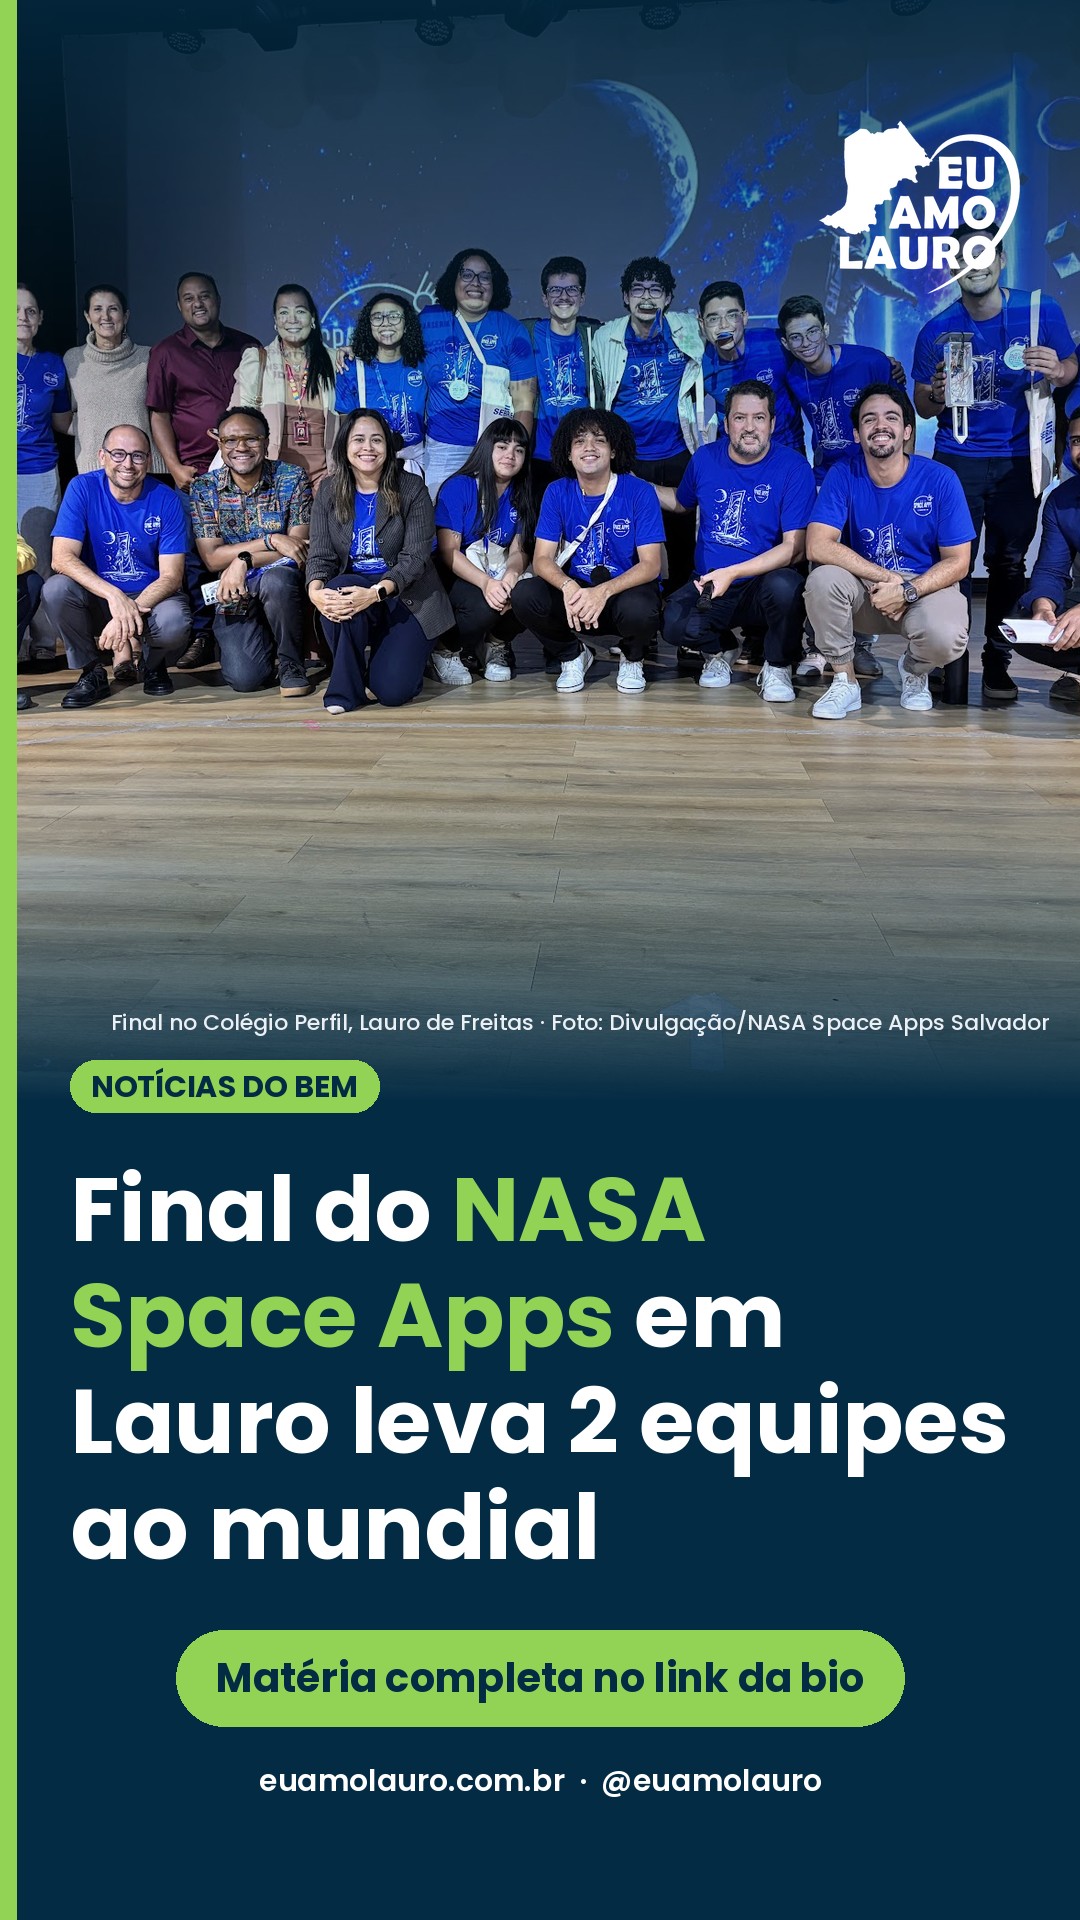 EU
AMO
LAURO
Final no Colégio Perfil, Lauro de Freitas · Foto: Divulgação/NASA Space Apps Salvador
NOTÍCIAS DO BEM
Final do NASA
Space Apps em
Lauro leva 2 equipes
ao mundial
Matéria completa no link da bio
euamolauro.com.br · @euamolauro